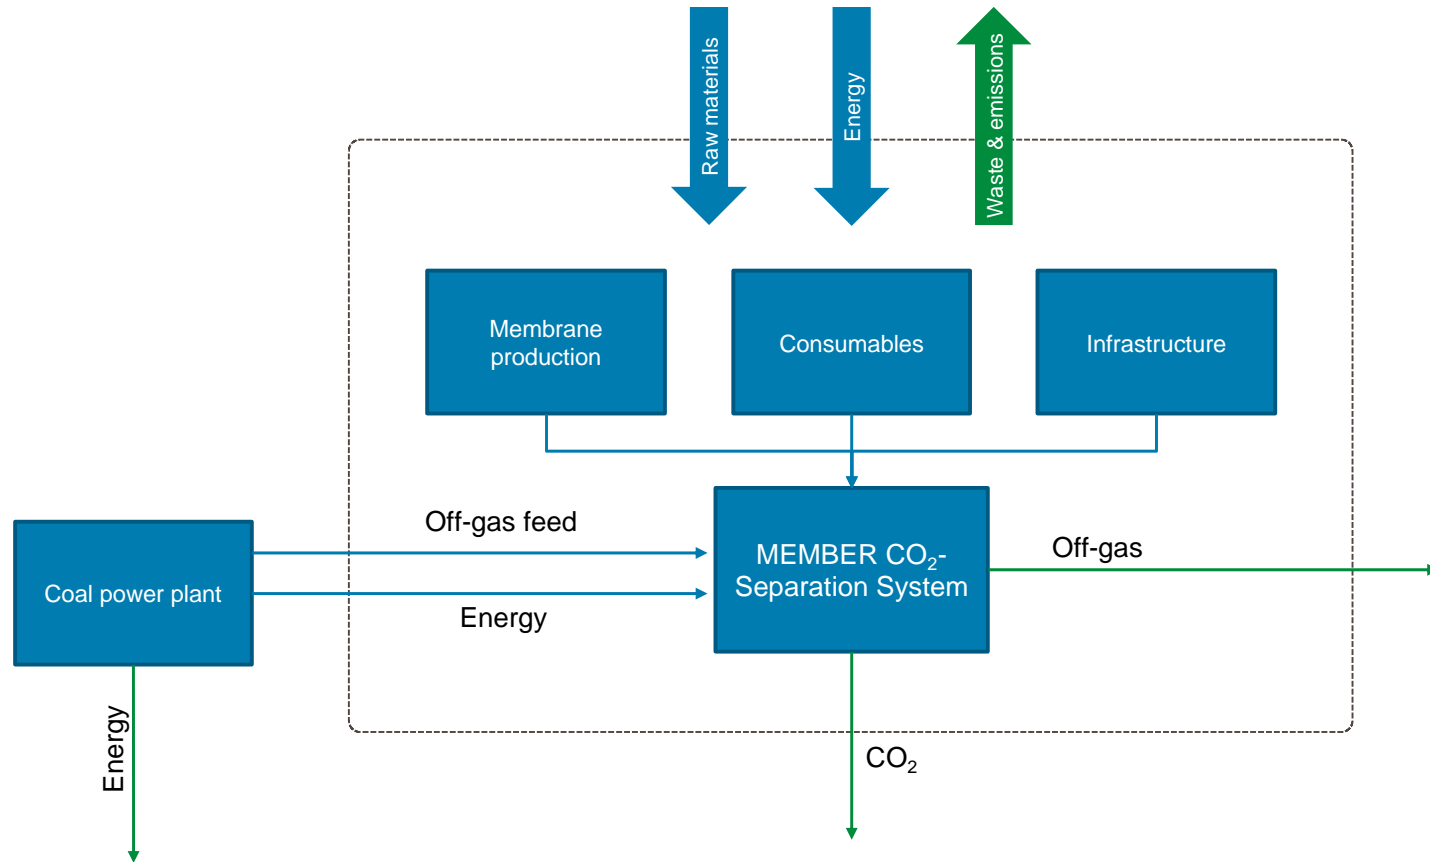 Raw materials
Energy
Waste & emissions
Membrane
production
Consumables
Infrastructure
Off-gas feed
MEMBER CO₂-
Separation System
Off-gas
Coal power plant
Energy
Energy
CO₂